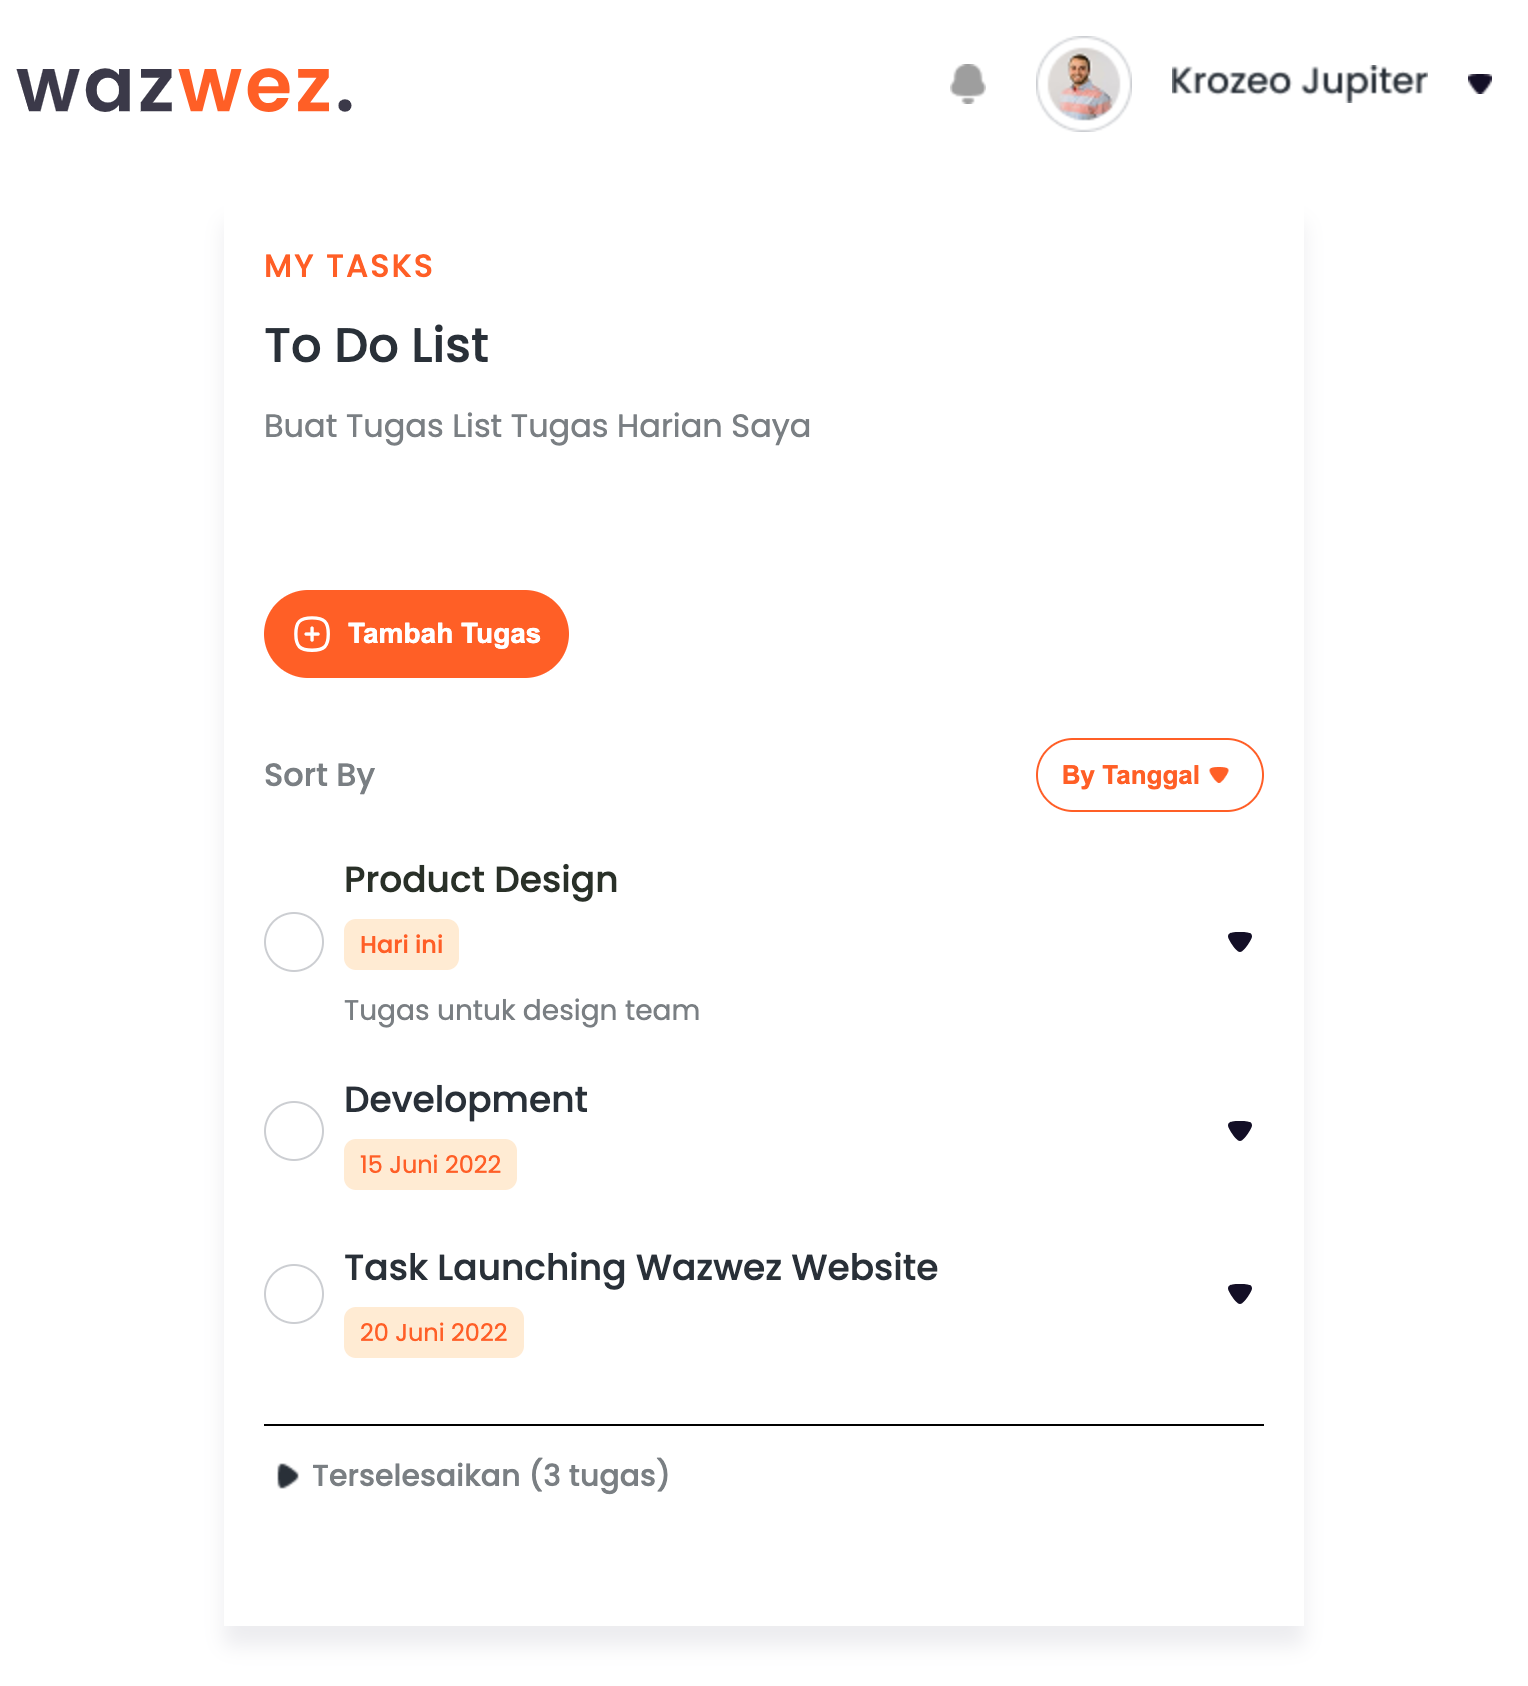 wazwez.
Krozeo Jupiter
MY TASKS
To Do List
Buat Tugas List Tugas Harian Saya
Tambah Tugas
Sort By
By Tanggal
Product Design
Hari ini
Tugas untuk design team
Development
15 Juni 2022
Task Launching Wazwez Website
20 Juni 2022
Terselesaikan (3 tugas)